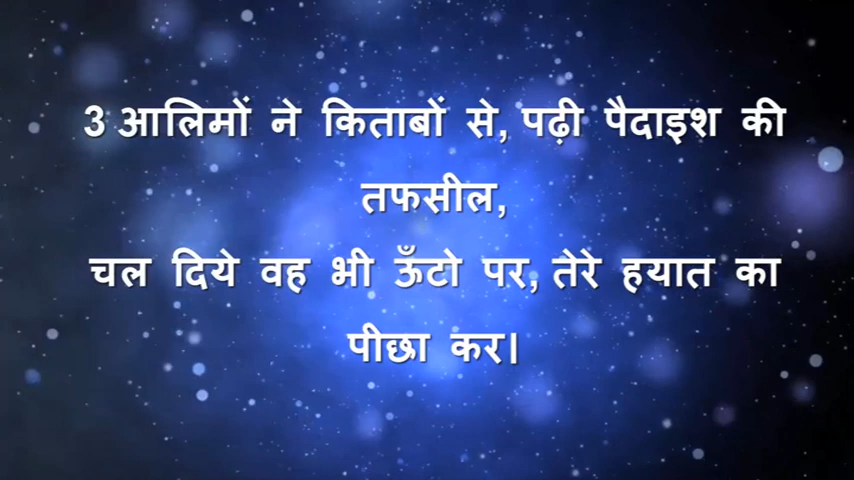 3 आलिमों ने किताबों से, पढ़ी पैदाइश की
तफसील,
चल दिये वह भी ऊँटो पर, तेरे हयात का
पीछा कर।